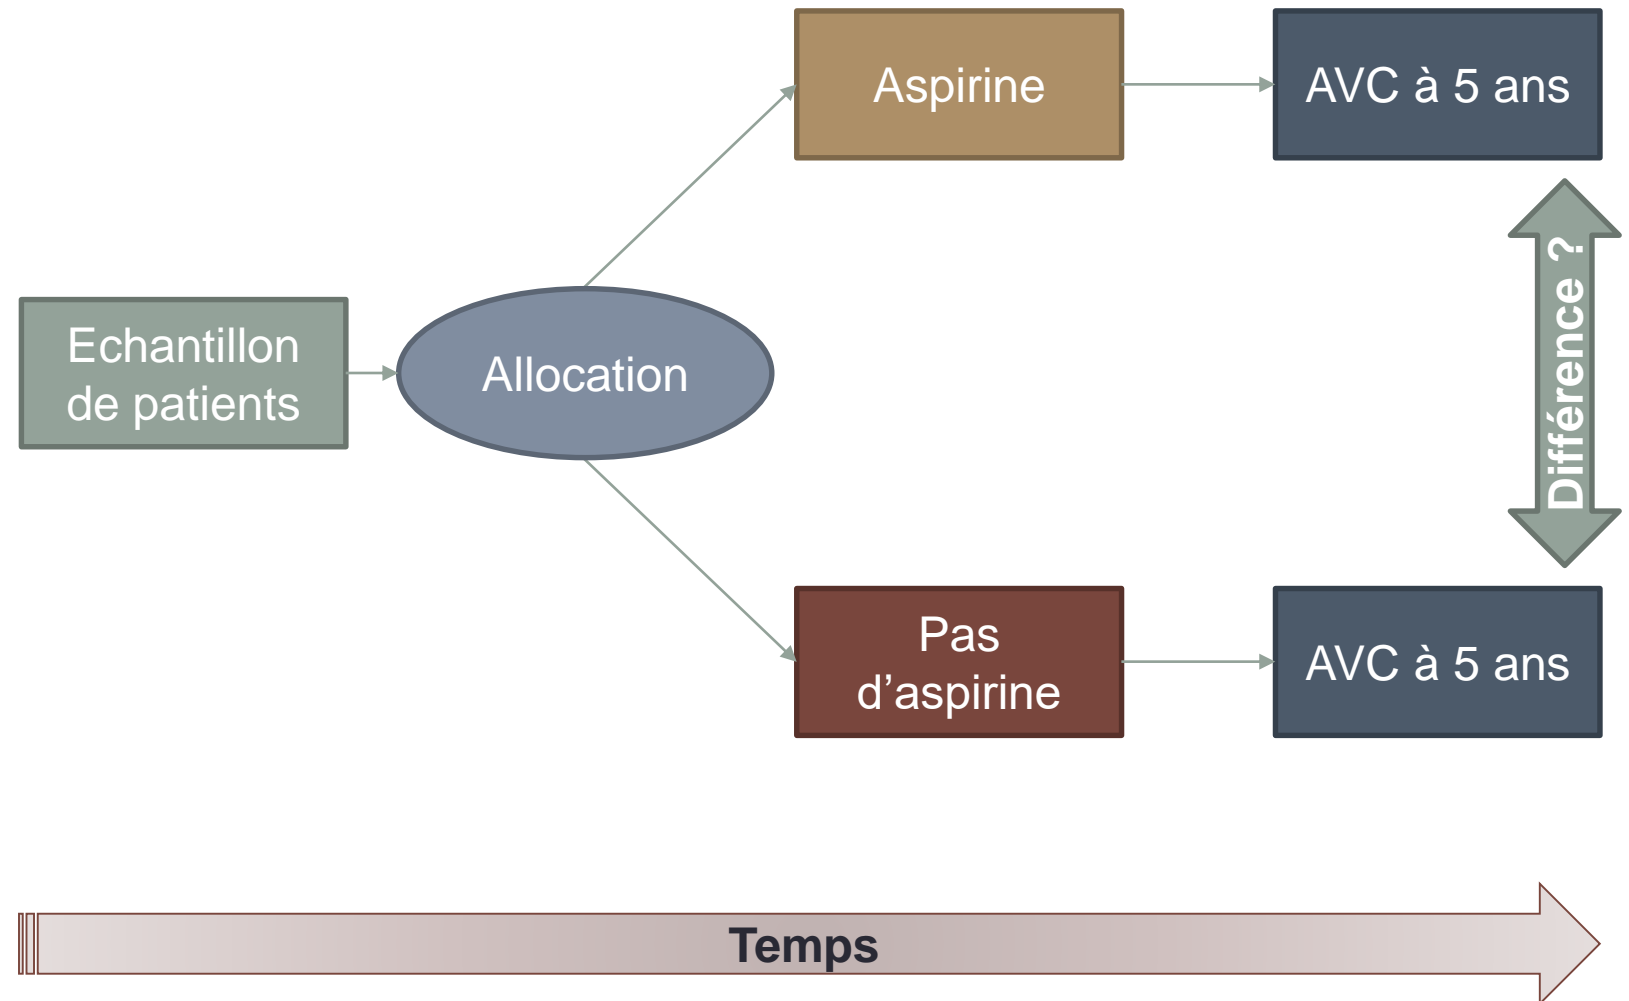 Aspirine
AVC à 5 ans
Echantillon
de patients
Allocation
Différence ?
Pas
d’aspirine
AVC à 5 ans
Temps